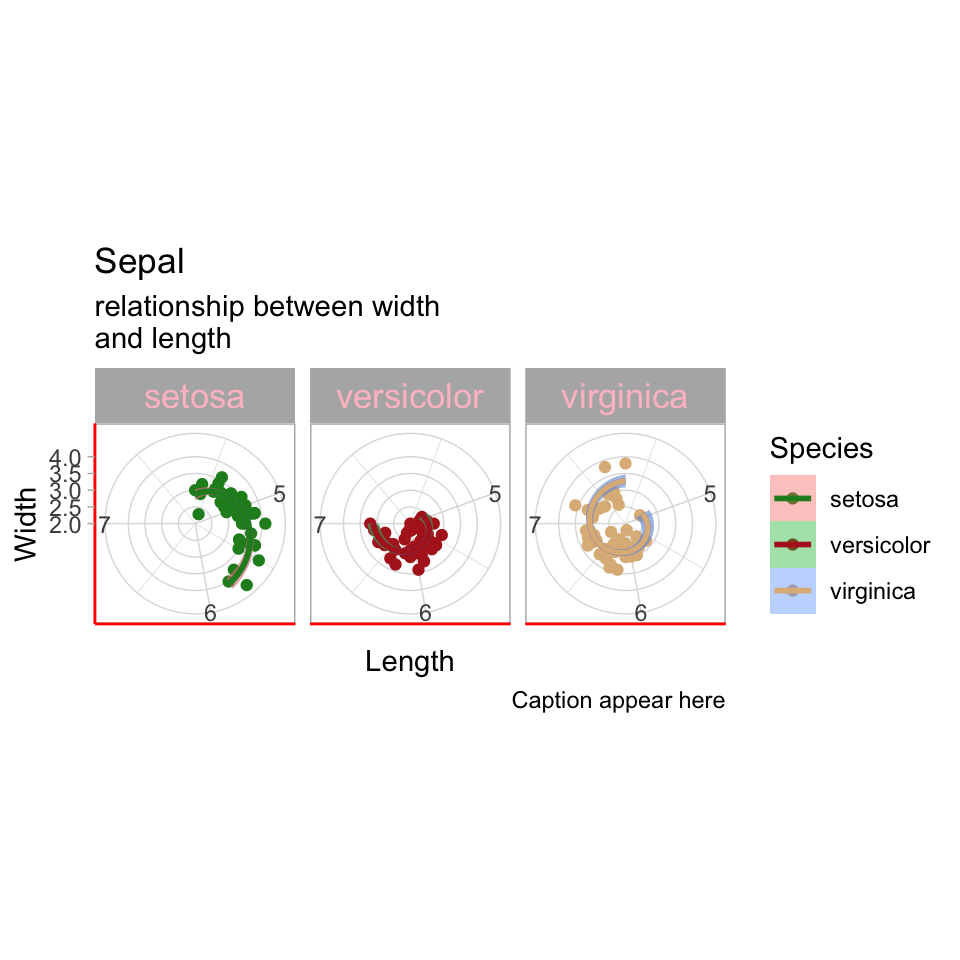 Sepal
relationship between width
and length
setosa
versicolor
virginica
Width
4.0
3.5
3.0
2.5
2.0
7
5
6
7
5
6
7
5
6
Length
Caption appear here
Species
setosa
versicolor
virginica